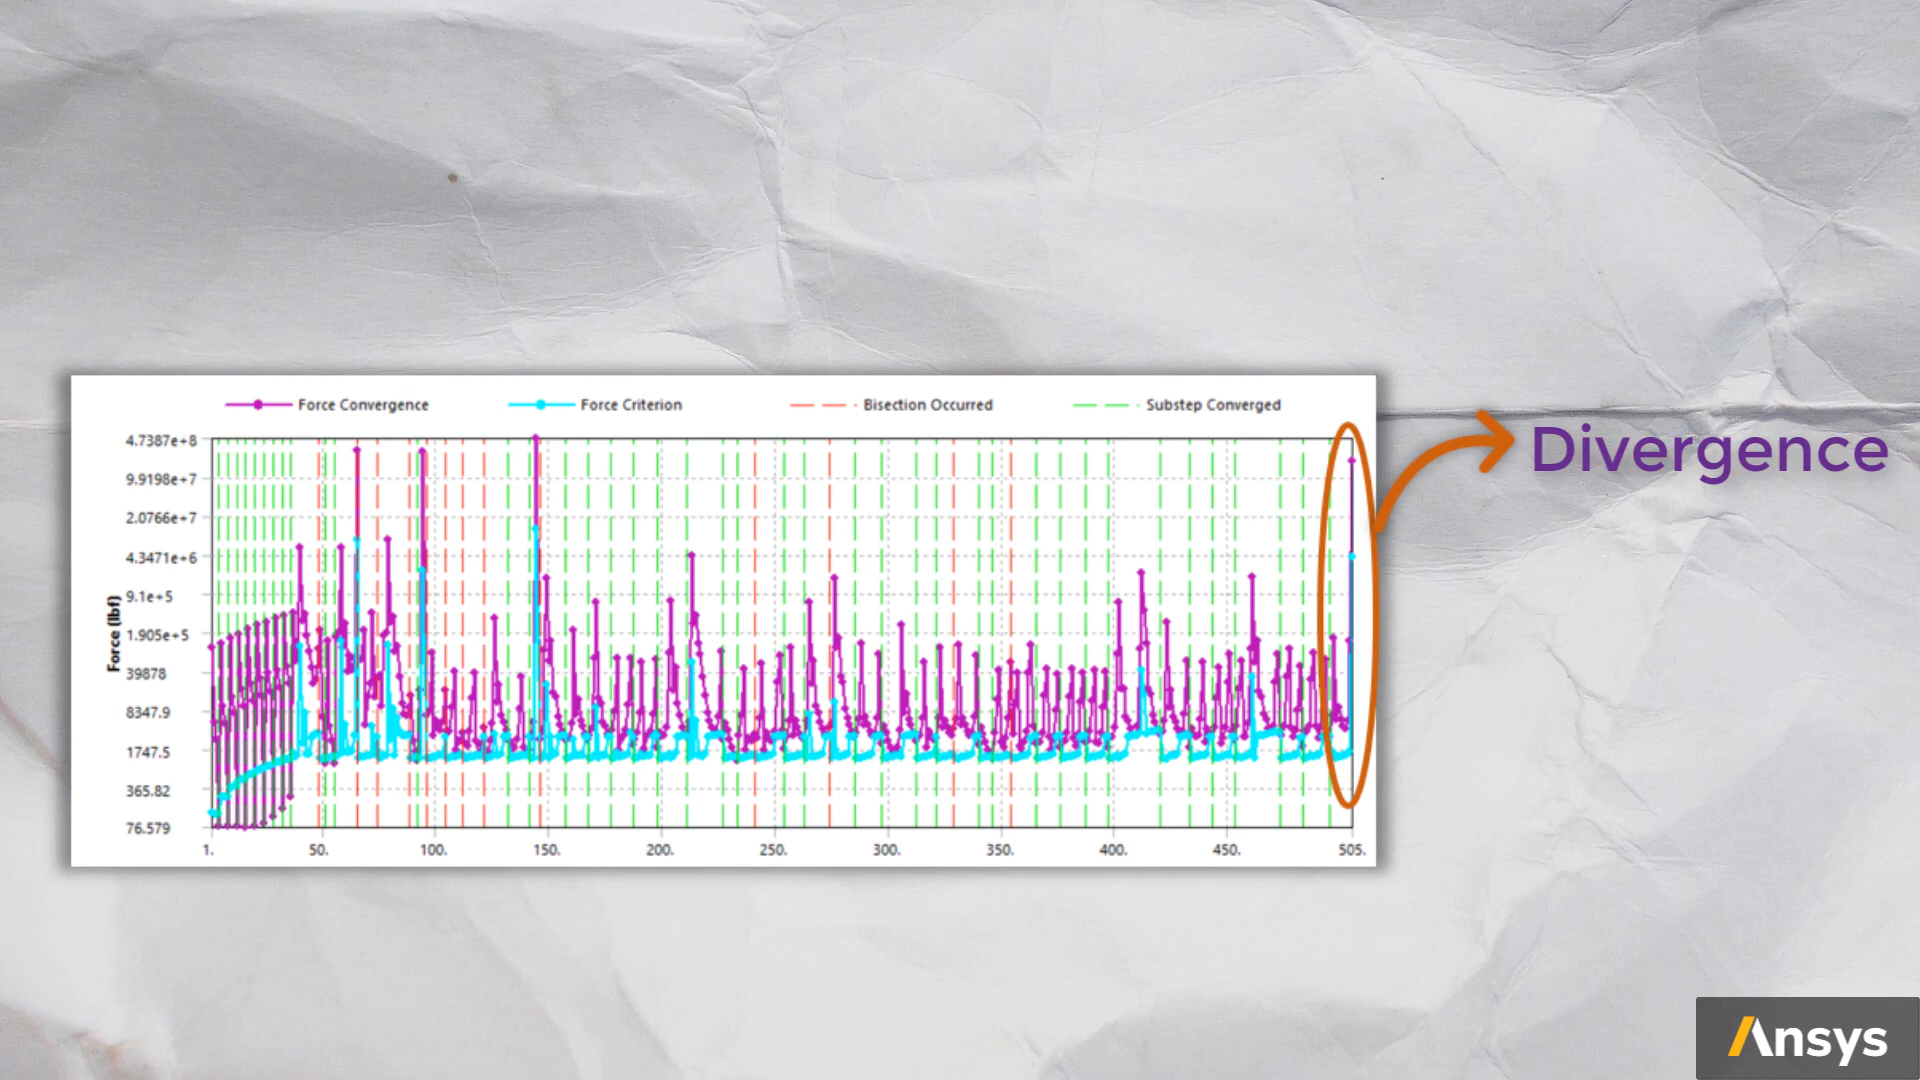 Force Convergence
Force Criterion
Bisection Occurred
Substep Converged
4.7387e+8
9.9198e+7
2.0766e+7
4.3471e+6
9.1e+5
1.905e+5
39878
8347.9
1747.5
365.82
76.579
Force (lbf)
1. 50. 100. 150. 200. 250. 300. 350. 400. 450. 505.
Divergence
Ansys